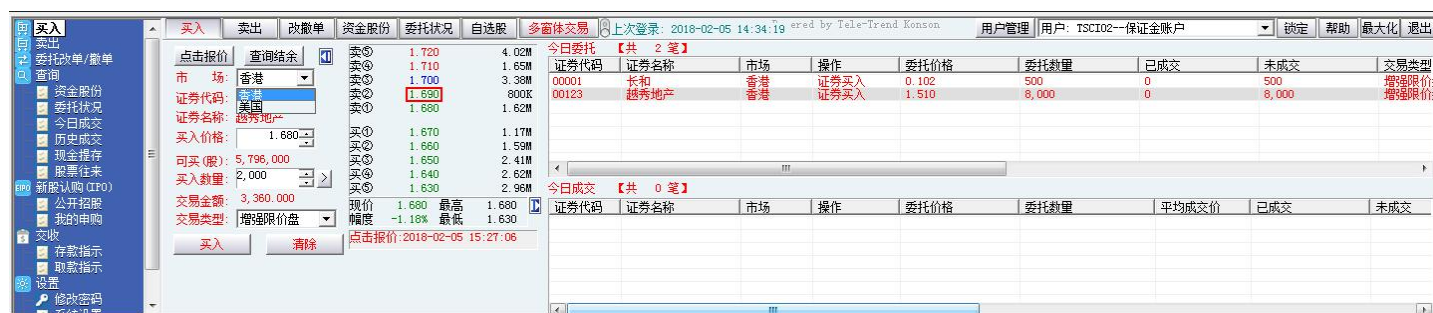 买入
卖出
委托改单/撤单
查询
资金股份
委托状况
今日成交
历史成交
现金提存
股票往来
新股认购(IPO)
公开招股
我的申购
交收
存款指示
取款指示
设置
修改密码
买入 卖出 改撤单 资金股份 委托状况 自选股 多窗体交易 上次登录: 2018-02-05 14:34:19 ered by Tele-Trend Konson 用户管理 用户: TSCI02--保证金账户 锁定 帮助 最大化 退出
点击报价 查询结余
市 场: 香港
香港
美国
证券代码:
证券名称: 越秀地产
买入价格: 1.680
可买(股): 5,796,000
买入数量: 2,000
交易金额: 3,360.000
交易类型: 增强限价盘
买入 清除
卖⑤ 1.720 4.02M
卖④ 1.710 1.65M
卖③ 1.700 3.38M
卖② 1.690 800K
卖① 1.680 1.62M
买① 1.670 1.17M
买② 1.660 1.59M
买③ 1.650 2.41M
买④ 1.640 2.62M
买⑤ 1.630 2.96M
现价 1.680 最高 1.680
幅度 -1.18% 最低 1.630
点击报价:2018-02-05 15:27:06
今日委托 【共 2 笔】
证券代码 证券名称 市场 操作 委托价格 委托数量 已成交 未成交 交易类型
00001 长和 香港 证券买入 0.102 500 0 500 增强限价
00123 越秀地产 香港 证券买入 1.510 8,000 0 8,000 增强限价
今日成交 【共 0 笔】
证券代码 证券名称 市场 操作 委托价格 委托数量 平均成交价 已成交 未成交